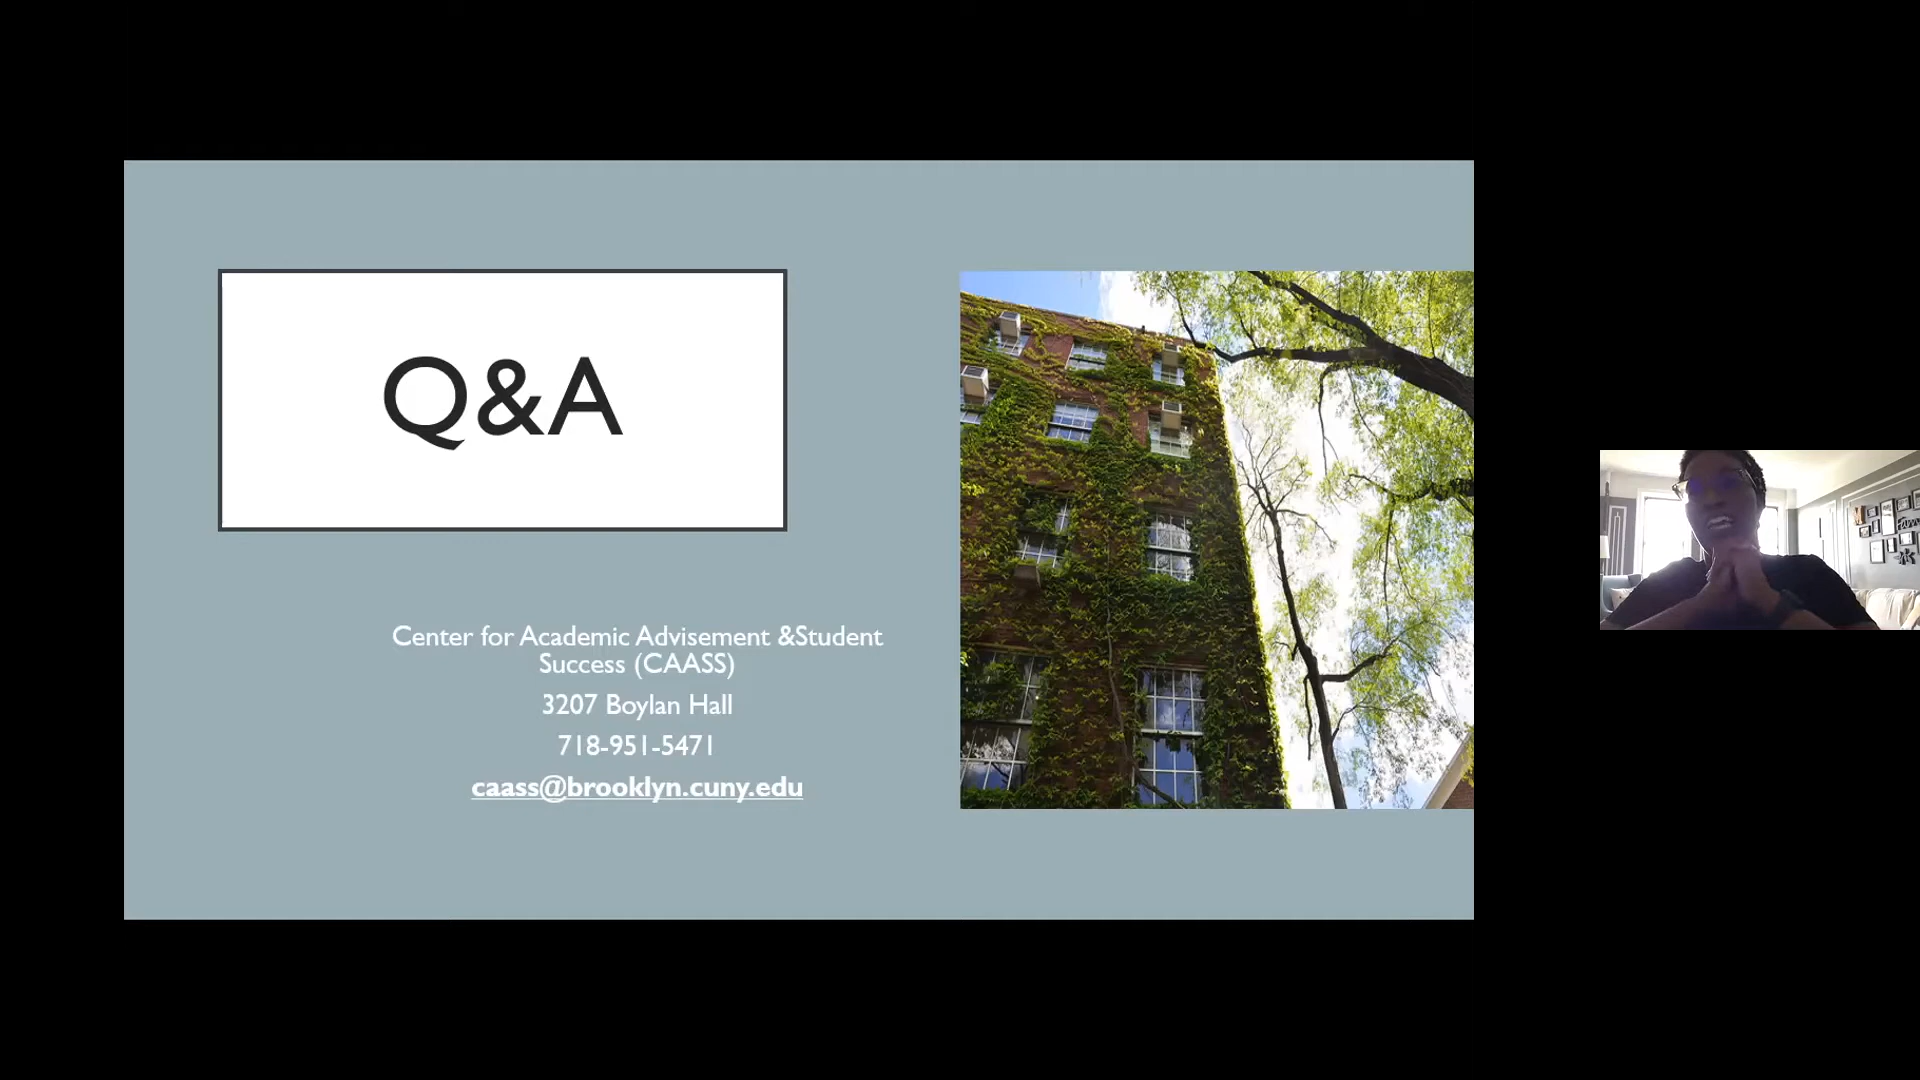 Q&A
Center for Academic Advisement &Student
Success (CAASS)
3207 Boylan Hall
718-951-5471
caass@brooklyn.cuny.edu